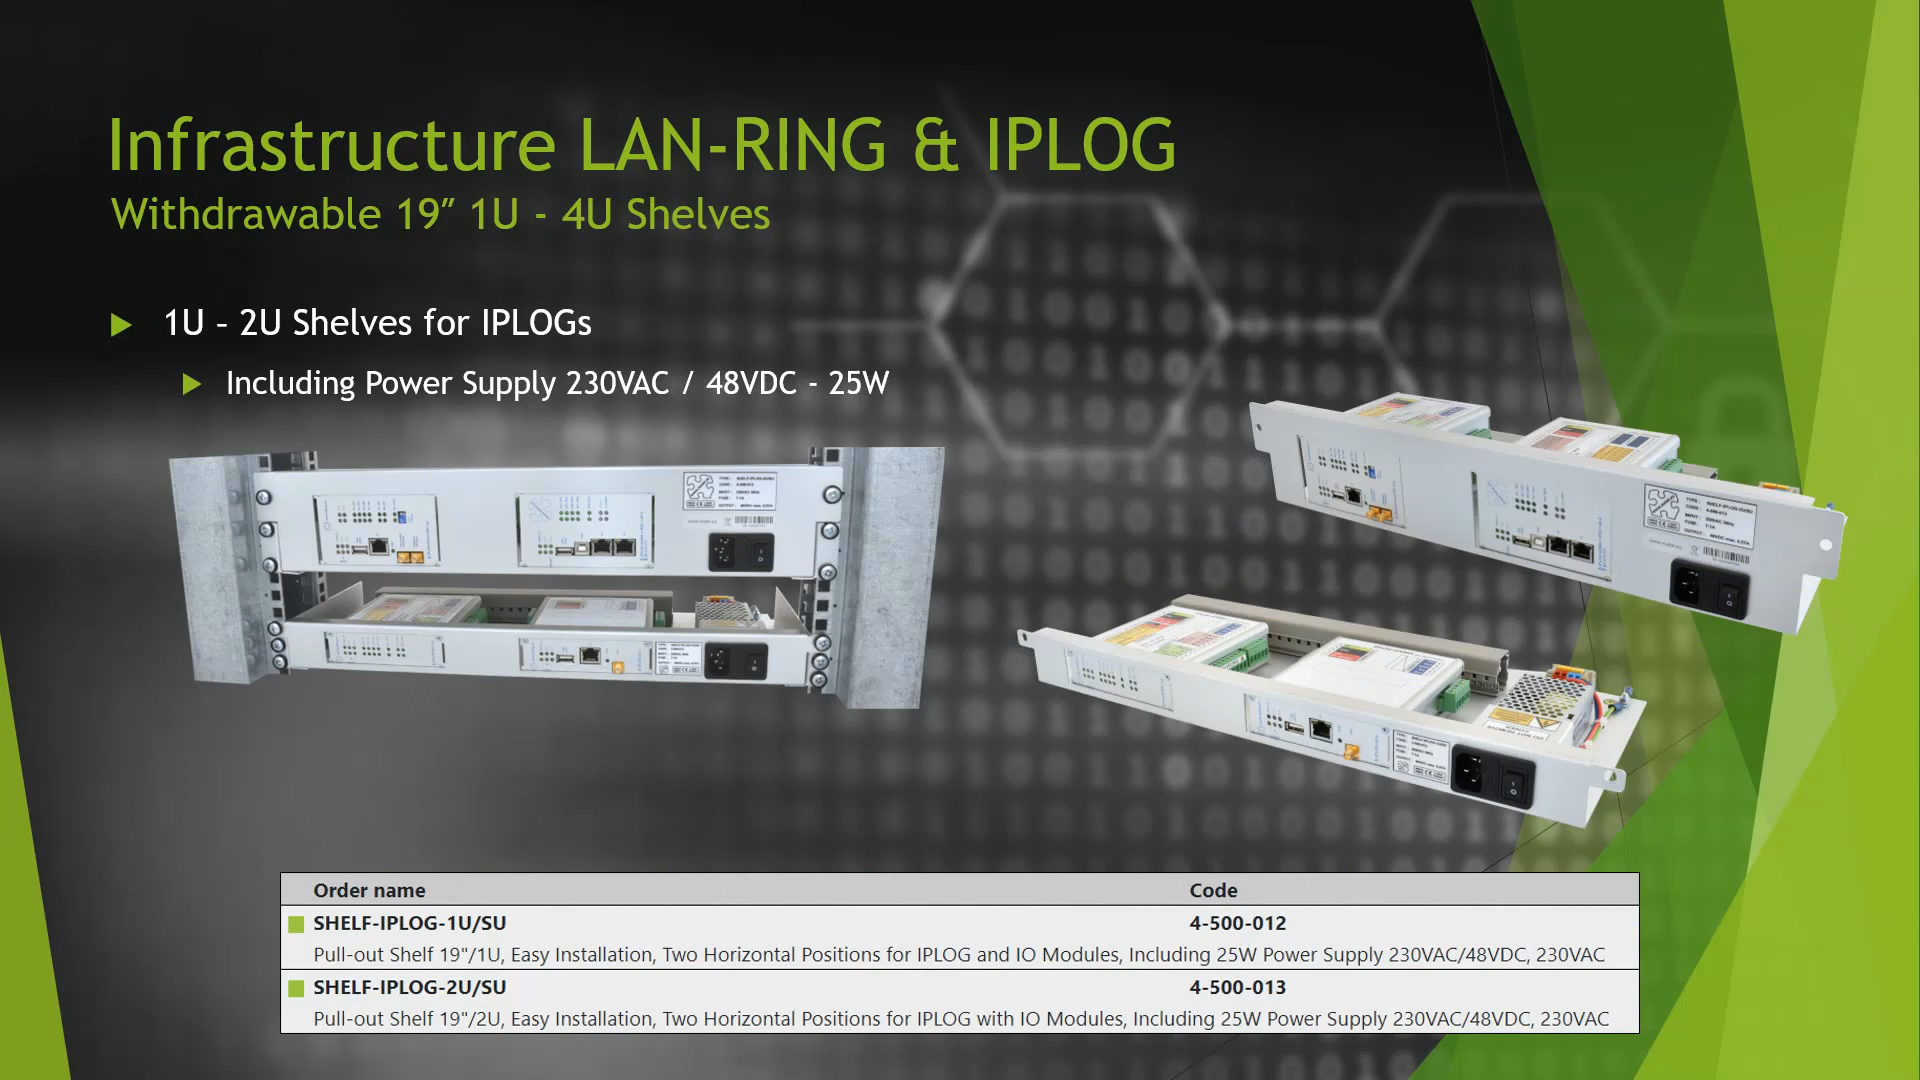 Infrastructure LAN-RING & IPLOG
Withdrawable 19″ 1U - 4U Shelves
1U – 2U Shelves for IPLOGs
Including Power Supply 230VAC / 48VDC - 25W
Order name Code
SHELF-IPLOG-1U/SU 4-500-012
Pull-out Shelf 19"/1U, Easy Installation, Two Horizontal Positions for IPLOG and IO Modules, Including 25W Power Supply 230VAC/48VDC, 230VAC
SHELF-IPLOG-2U/SU 4-500-013
Pull-out Shelf 19"/2U, Easy Installation, Two Horizontal Positions for IPLOG with IO Modules, Including 25W Power Supply 230VAC/48VDC, 230VAC